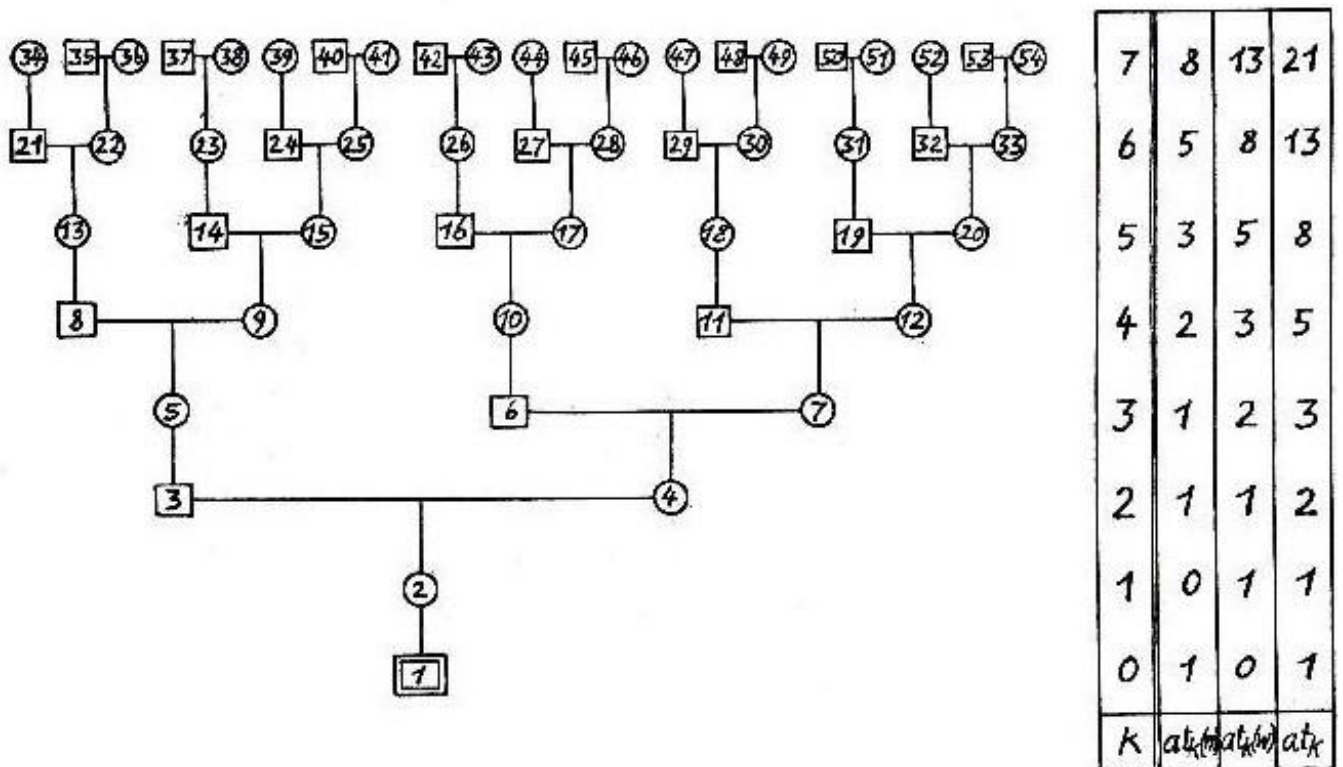 34 35 36 37 38 39 40 41 42 43 44 45 46 47 48 49 50 51 52 53 54
21 22 23 24 25 26 27 28 29 30 31 32 33
13 14 15 16 17 18 19 20
8 9 10 11 12
5 6 7
3 4
2
1
7 8 13 21
6 5 8 13
5 3 5 8
4 2 3 5
3 1 2 3
2 1 1 2
1 0 1 1
0 1 0 1
k at_k(m) at_k(w) at_k